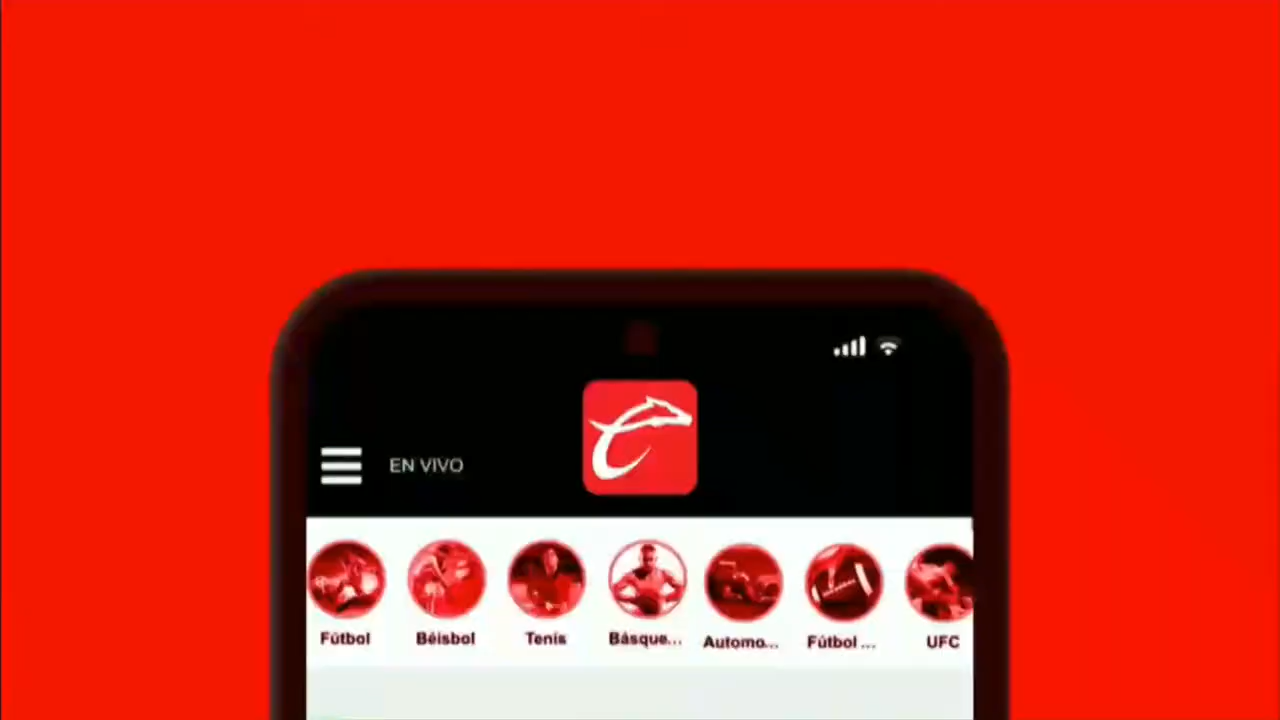 EN VIVO
Fútbol
Béisbol
Tenis
Básque...
Automo...
Fútbol ...
UFC